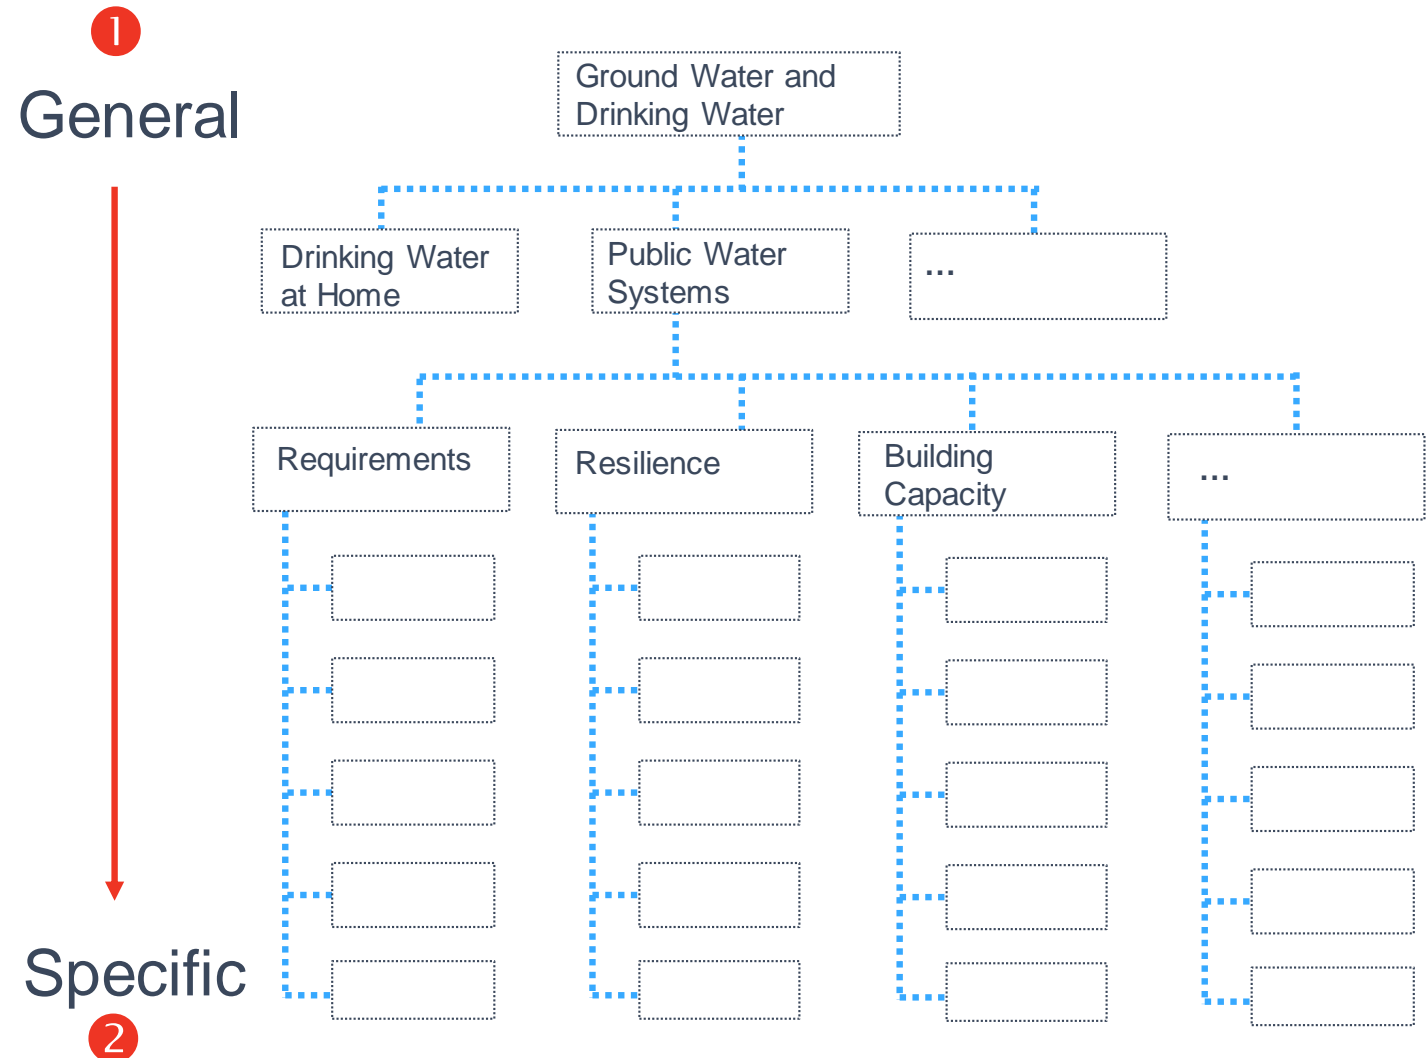 1
General
Ground Water and
Drinking Water
Drinking Water
at Home
Public Water
Systems
...
Requirements
Resilience
Building
Capacity
...
Specific
2